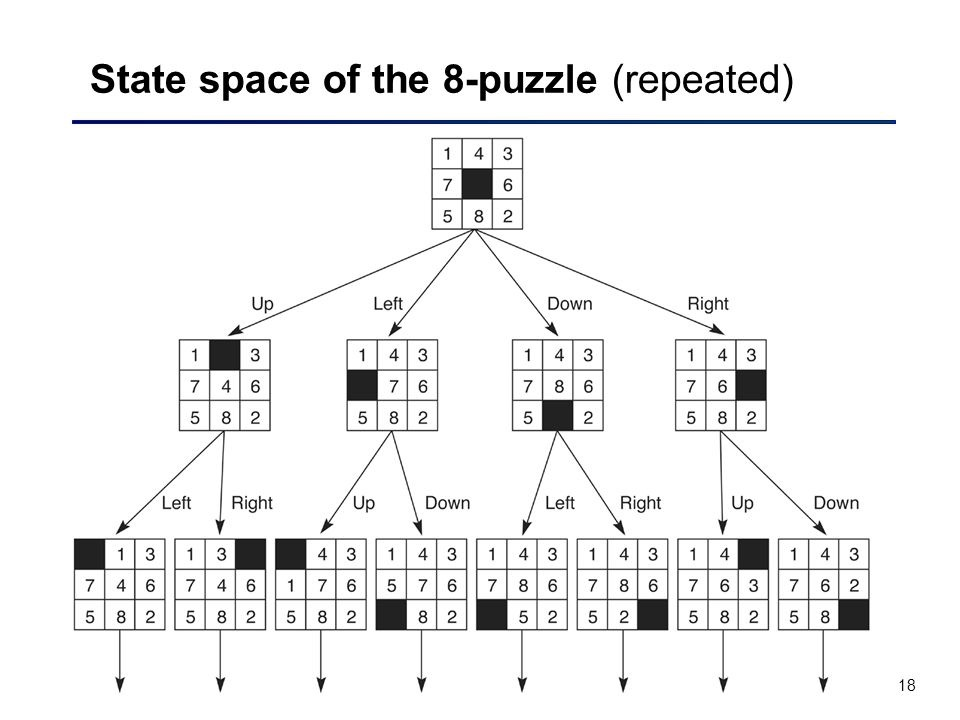 State space of the 8-puzzle (repeated)
1 4 3
7 6
5 8 2
Up Left Down Right
1 3 1 4 3 1 4 3 1 4 3
7 4 6 7 6 7 8 6 7 6
5 8 2 5 8 2 5 2 5 8 2
Left Right Up Down Left Right Up Down
1 3 1 3 4 3 1 4 3 1 4 3 1 4 3 1 4 1 4 3
7 4 6 7 4 6 1 7 6 5 7 6 7 8 6 7 8 6 7 6 3 7 6 2
5 8 2 5 8 2 5 8 2 8 2 5 2 5 2 5 8 2 5 8
18